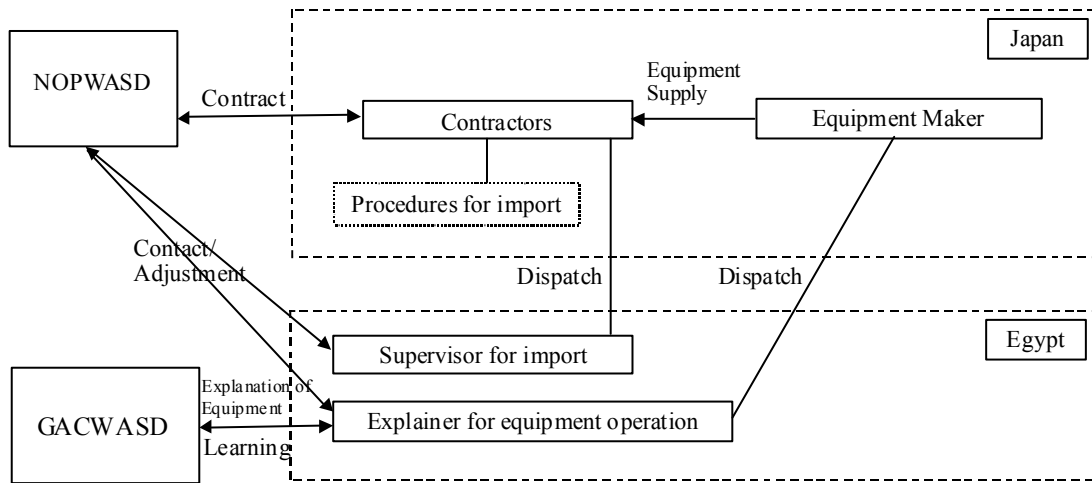 Japan
NOPWASD
Equipment
Supply
Contract
Contractors
Equipment Maker
Procedures for import
Contact/
Adjustment
Dispatch
Dispatch
Egypt
Supervisor for import
Explanation of
Equipment
GACWASD
Explainer for equipment operation
Learning